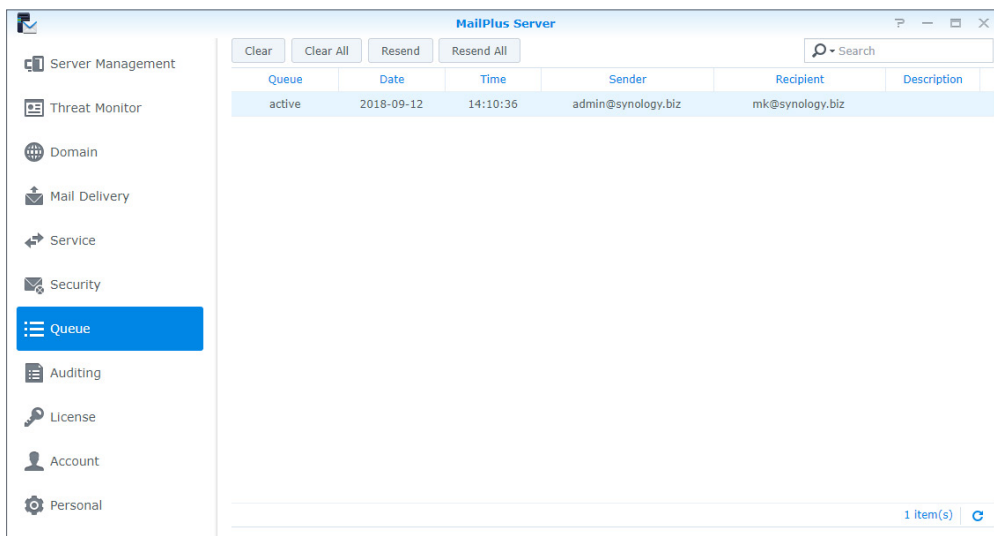 MailPlus Server
Server Management
Threat Monitor
Domain
Mail Delivery
Service
Security
Queue
Auditing
License
Account
Personal
Clear Clear All Resend Resend All Search
Queue Date Time Sender Recipient Description
active 2018-09-12 14:10:36 admin@synology.biz mk@synology.biz
1 item(s)